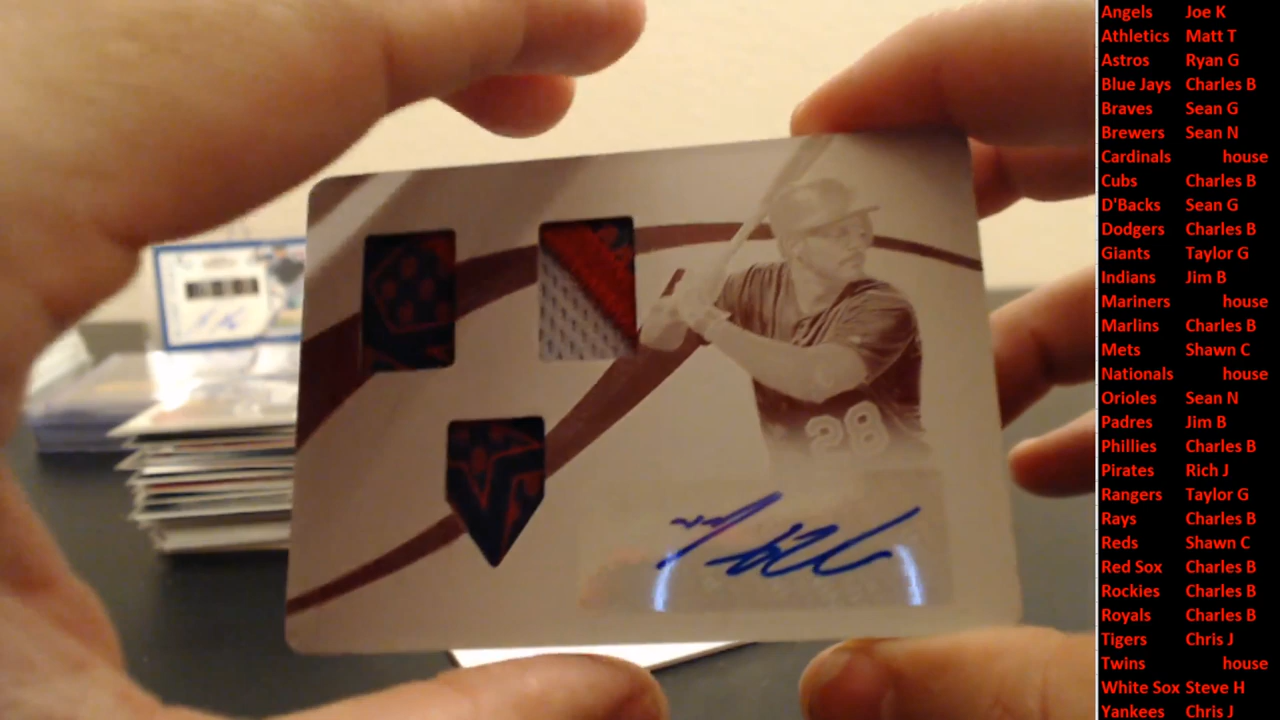 28
Angels Joe K
Athletics Matt T
Astros Ryan G
Blue Jays Charles B
Braves Sean G
Brewers Sean N
Cardinals house
Cubs Charles B
D'Backs Sean G
Dodgers Charles B
Giants Taylor G
Indians Jim B
Mariners house
Marlins Charles B
Mets Shawn C
Nationals house
Orioles Sean N
Padres Jim B
Phillies Charles B
Pirates Rich J
Rangers Taylor G
Rays Charles B
Reds Shawn C
Red Sox Charles B
Rockies Charles B
Royals Charles B
Tigers Chris J
Twins house
White Sox Steve H
Yankees Chris J